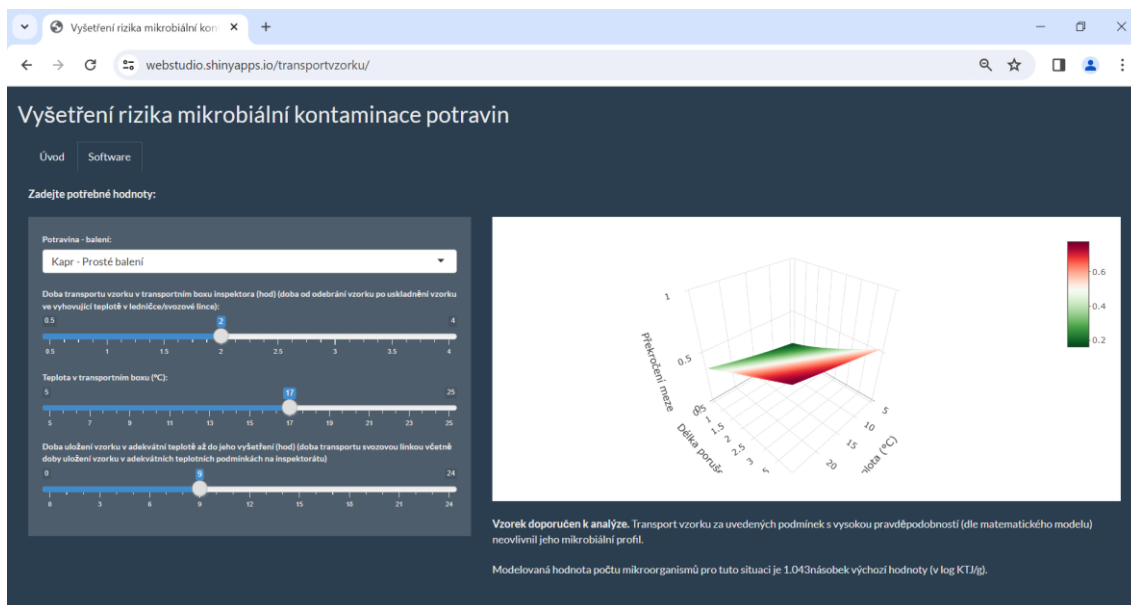 Vyšetření rizika mikrobiální kon
webstudio.shinyapps.io/transportvzorku/
Vyšetření rizika mikrobiální kontaminace potravin
Úvod Software
Zadejte potřebné hodnoty:
Potravina - balení:
Kapr - Prosté balení
Doba transportu vzorku v transportním boxu inspektora (hod) (doba od odebrání vzorku po uskladnění vzorku
ve vyhovující teplotě v ledničce/svozové lince):
0.5 2 4
0.5 1 1.5 2 2.5 3 3.5 4
Teplota v transportním boxu (°C):
5 17 25
5 7 9 11 13 15 17 19 21 23 25
Doba uložení vzorku v adekvátní teplotě až do jeho vyšetření (hod) (doba transportu svozovou linkou včetně
doby uložení vzorku v adekvátních teplotních podmínkách na inspektorátu)
0 9 24
0 3 6 9 12 15 18 21 24
1
0.5
Překročení meze
0.5
1
1.5
2
2.5
3
Délka poruše
5
10
15
20
plota (°C)
0.6
0.4
0.2
Vzorek doporučen k analýze. Transport vzorku za uvedených podmínek s vysokou pravděpodobností (dle matematického modelu)
neovlivnil jeho mikrobiální profil.
Modelovaná hodnota počtu mikroorganismů pro tuto situaci je 1.043násobek výchozí hodnoty (v log KTJ/g).